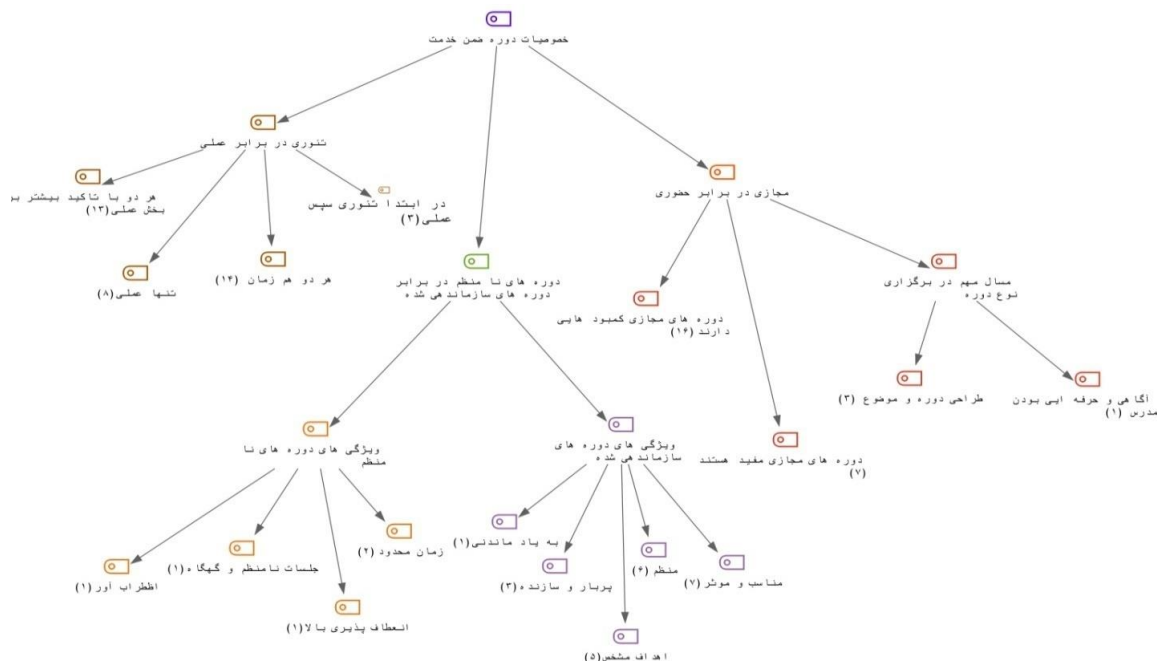 خصوصیات دوره ضمن خدمت
تئوری در برابر عملی
مجازی در برابر حضوری
هر دو با تاکید بیشتر بر
بخش عملی(۱۳)
در ابتدا تئوری سپس
عملی(۳)
تنها عملی(۸)
هر دو هم زمان (۱۴)
دوره های نا منظم در برابر
دوره های سازماندهی شده
دوره های مجازی کمبود هایی
دارند(۱۶)
مسال مهم در برگزاری
نوع دوره
طراحی دوره و موضوع (۳)
آگاهی و حرفه ایی بودن
مدرس (۱)
دوره های مجازی مفید هستند
(۷)
ویژگی های دوره های نا
منظم
ویژگی های دوره های
سازماندهی شده
اظطراب آور(۱)
جلسات نامنظم و گهگاه(۱)
انعطاف پذیری بالا(۱)
زمان محدود(۲)
به یاد ماندنی(۱)
پربار و سازنده(۳)
اهداف مشخص(۵)
منظم (۶)
مناسب و موثر(۷)